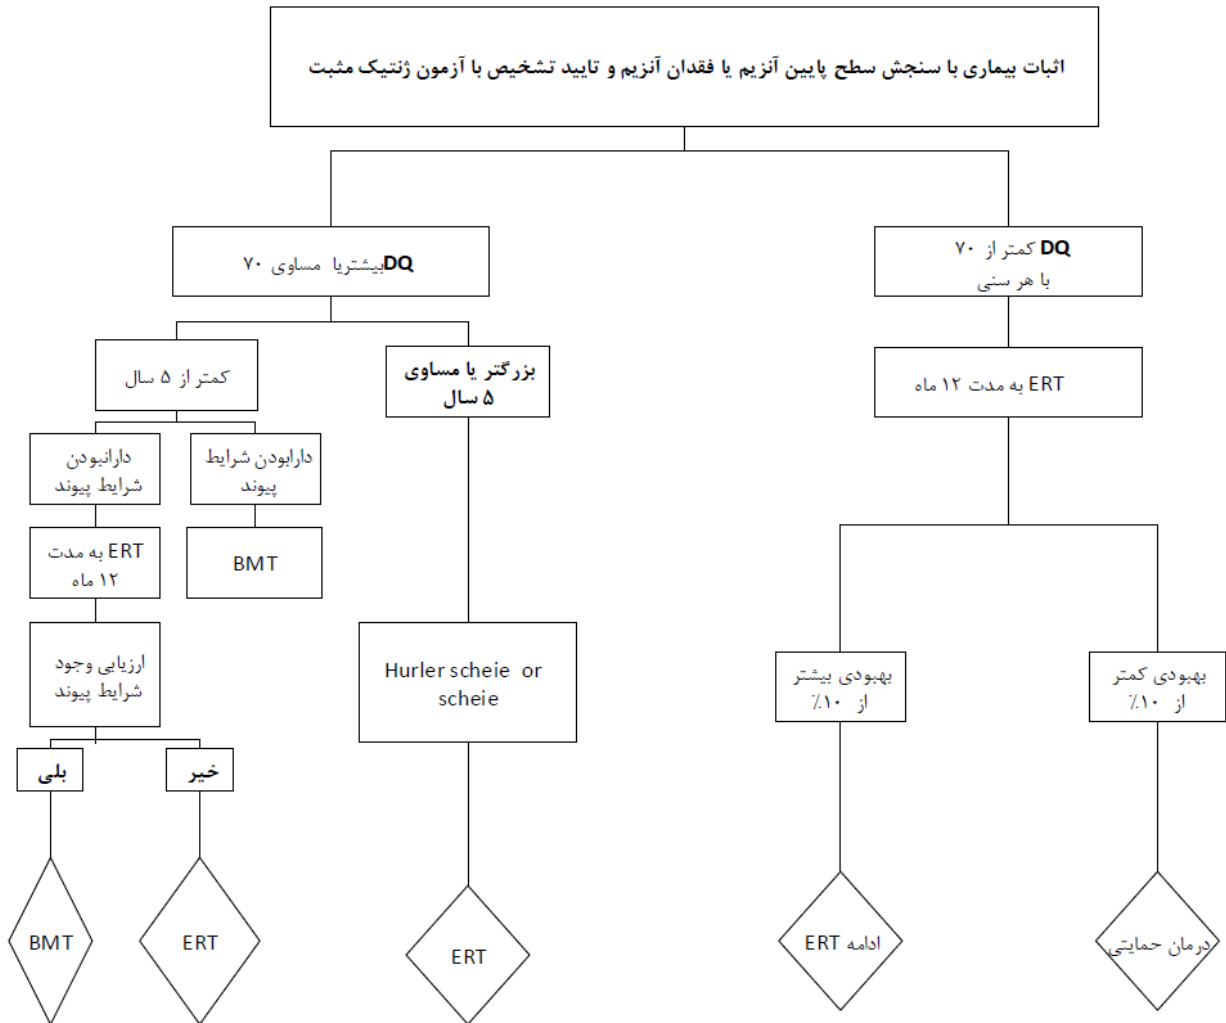 اثبات بیماری با سنجش سطح پایین آنزیم یا فقدان آنزیم و تایید تشخیص با آزمون ژنتیک مثبت
DQ کمتر از ۷۰
با هر سنی
DQبیشتریا مساوی ۷۰
ERT به مدت ۱۲ ماه
بزرگتر یا مساوی
۵ سال
کمتر از ۵ سال
دارابودن شرایط
پیوند
دارانبودن
شرایط پیوند
BMT
ERT به مدت
۱۲ ماه
بهبودی کمتر
از ۱۰٪
بهبودی بیشتر
از ۱۰٪
Hurler scheie or
scheie
ارزیابی وجود
شرایط پیوند
خیر
بلی
درمان حمایتی
ادامه ERT
ERT
ERT
BMT